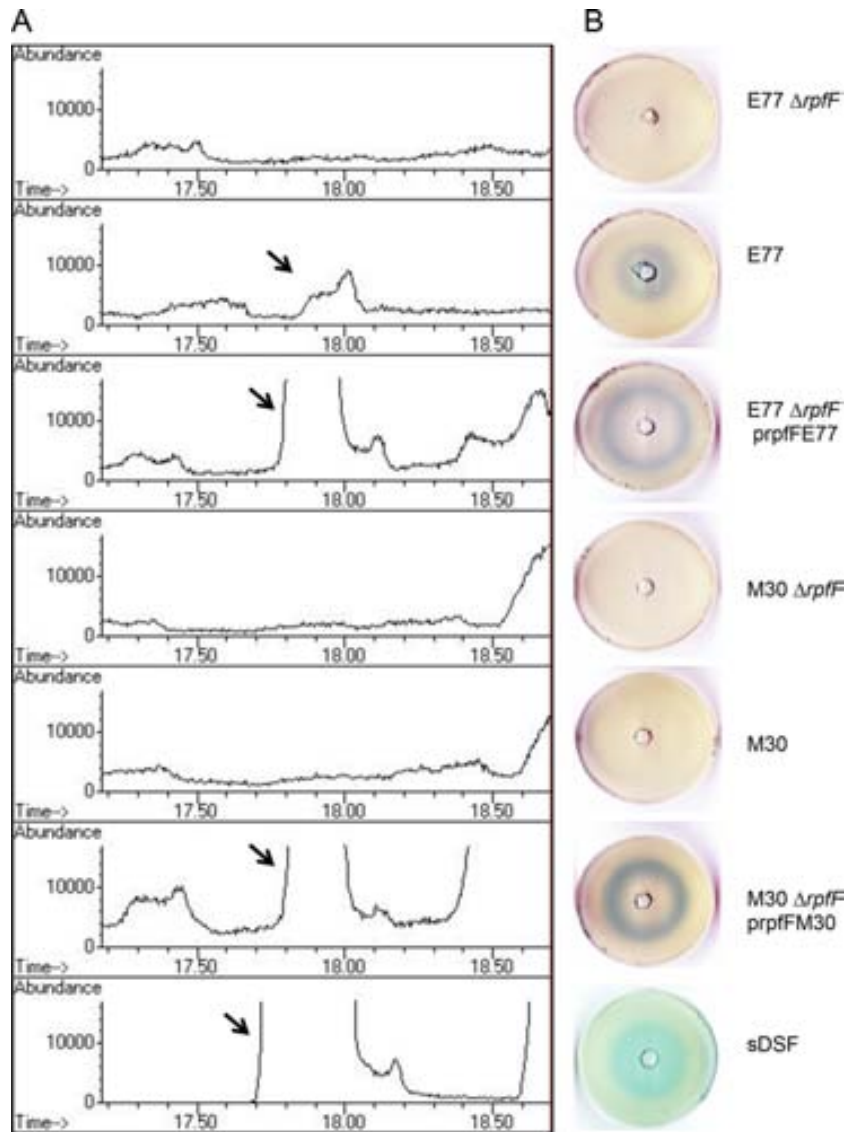 A
B
Abundance
10000
0
Time-->
17.50
18.00
18.50
E77 ΔrpfF
Abundance
10000
0
Time-->
17.50
18.00
18.50
E77
Abundance
10000
0
Time-->
17.50
18.00
18.50
E77 ΔrpfF
prpfFE77
Abundance
10000
0
Time-->
17.50
18.00
18.50
M30 ΔrpfF
Abundance
10000
0
Time-->
17.50
18.00
18.50
M30
Abundance
10000
0
Time-->
17.50
18.00
18.50
M30 ΔrpfF
prpfFM30
Abundance
10000
0
Time-->
17.50
18.00
18.50
sDSF